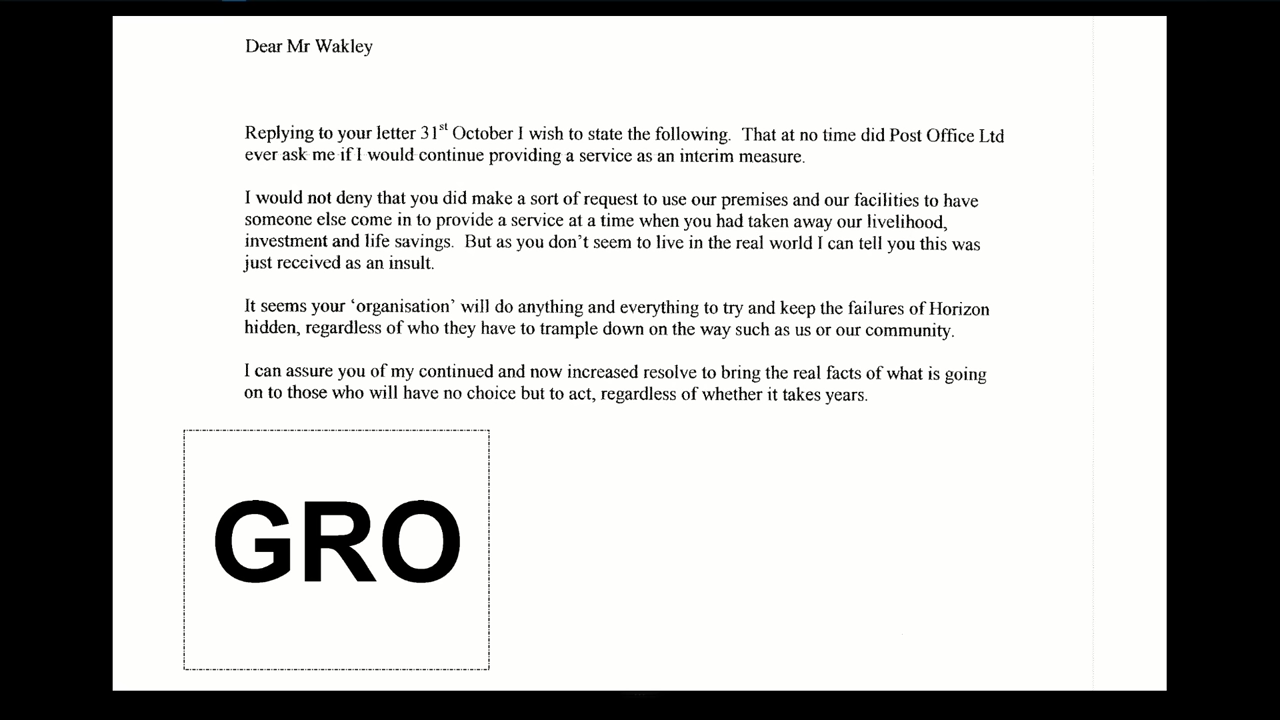 Dear Mr Wakley
Replying to your letter 31st October I wish to state the following. That at no time did Post Office Ltd
ever ask me if I would continue providing a service as an interim measure.
I would not deny that you did make a sort of request to use our premises and our facilities to have
someone else come in to provide a service at a time when you had taken away our livelihood,
investment and life savings. But as you don't seem to live in the real world I can tell you this was
just received as an insult.
It seems your 'organisation' will do anything and everything to try and keep the failures of Horizon
hidden, regardless of who they have to trample down on the way such as us or our community.
I can assure you of my continued and now increased resolve to bring the real facts of what is going
on to those who will have no choice but to act, regardless of whether it takes years.
GRO